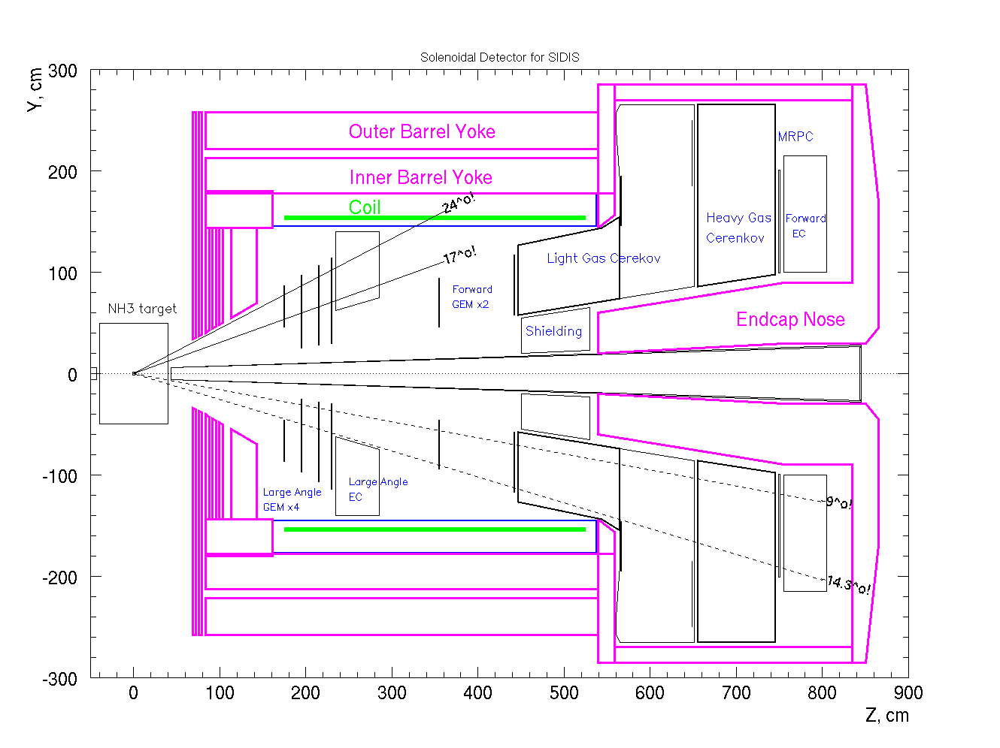 Solenoidal Detector for SIDIS
Y, cm
300
200
100
0
-100
-200
-300
Outer Barrel Yoke
Inner Barrel Yoke
Coil
24^o!
17^o!
MRPC
Heavy Gas
Cerenkov
Forward
EC
Light Gas Cerekov
Forward
GEM x2
NH3 target
Shielding
Endcap Nose
Large Angle
GEM x4
Large Angle
EC
9^o!
14.3^o!
0
100
200
300
400
500
600
700
800
900
Z, cm